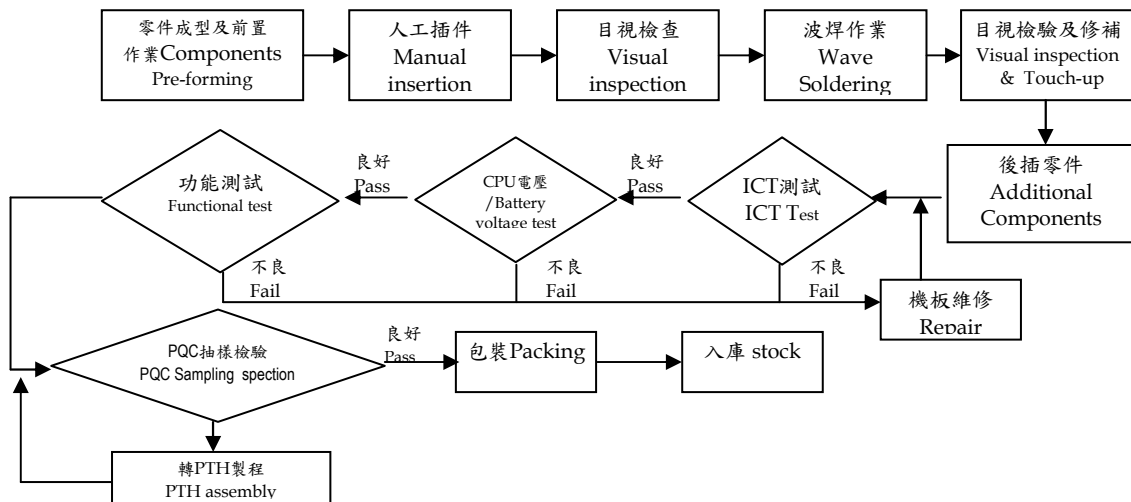 零件成型及前置
作業Components
Pre-forming
人工插件
Manual
insertion
目視檢查
Visual
inspection
波焊作業
Wave
Soldering
目視檢驗及修補
Visual inspection
& Touch-up
後插零件
Additional
Components
ICT測試
ICT Test
良好
Pass
CPU電壓
/Battery
voltage test
良好
Pass
功能測試
Functional test
不良
Fail
不良
Fail
不良
Fail
機板維修
Repair
PQC抽樣檢驗
PQC Sampling spection
良好
Pass
包裝Packing
入庫 stock
轉PTH製程
PTH assembly